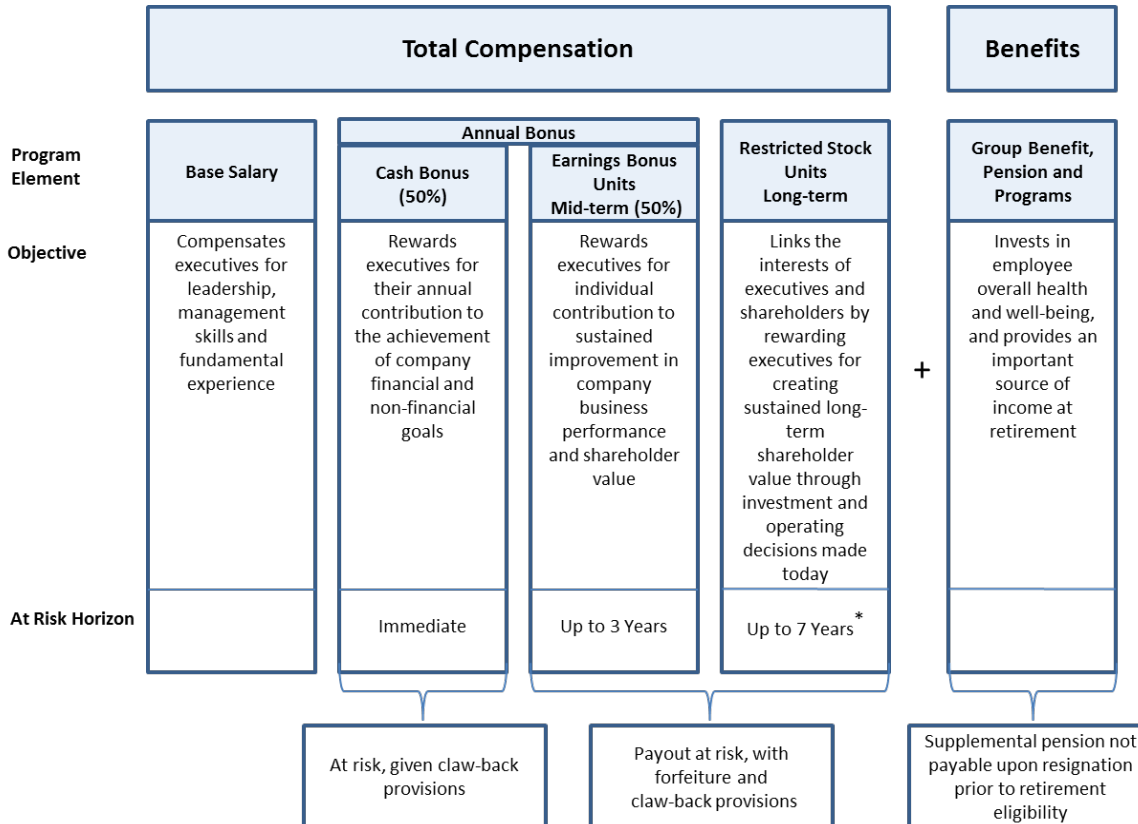 Total Compensation
Benefits
Program
Element
Base Salary
Annual Bonus
Cash Bonus
(50%)
Earnings Bonus
Units
Mid-term (50%)
Restricted Stock
Units
Long-term
Group Benefit,
Pension and
Programs
Objective
Compensates
executives for
leadership,
management
skills and
fundamental
experience
Rewards
executives for
their annual
contribution to
the achievement
of company
financial and
non-financial
goals
Rewards
executives for
individual
contribution to
sustained
improvement in
company
business
performance
and shareholder
value
Links the
interests of
executives and
shareholders by
rewarding
executives for
creating
sustained long-
term
shareholder
value through
investment and
operating
decisions made
today
+
Invests in
employee
overall health
and well-being,
and provides an
important
source of
income at
retirement
At Risk Horizon
Immediate
Up to 3 Years
Up to 7 Years*
At risk, given claw-back
provisions
Payout at risk, with
forfeiture and
claw-back provisions
Supplemental pension not
payable upon resignation
prior to retirement
eligibility